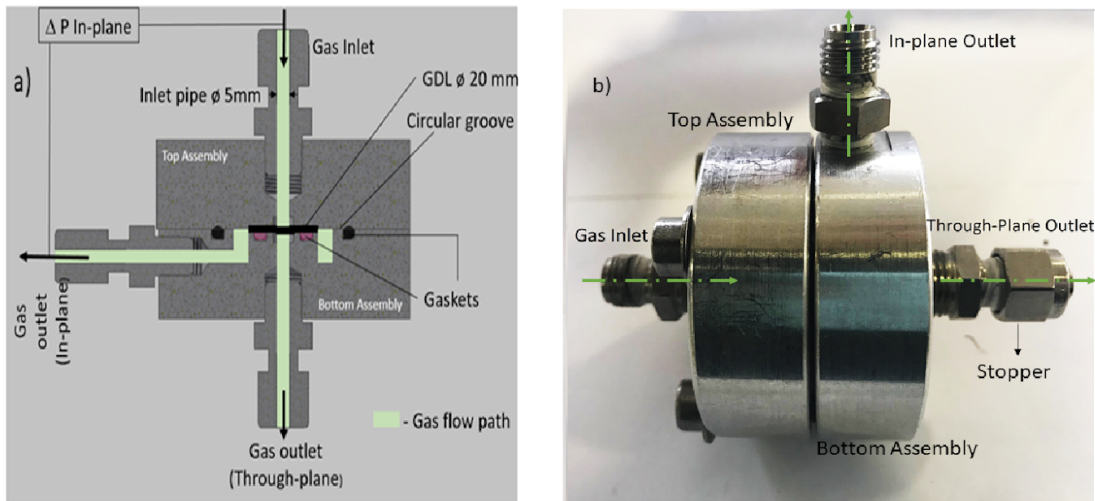 Δ P In-plane
a)
Gas Inlet
GDL ø 20 mm
Inlet pipe ø 5mm
Circular groove
Top Assembly
Bottom Assembly
Gaskets
Gas
outlet
(In-plane)
- Gas flow path
Gas outlet
(Through-plane)
b)
In-plane Outlet
Top Assembly
Gas Inlet
Through-Plane Outlet
Stopper
Bottom Assembly